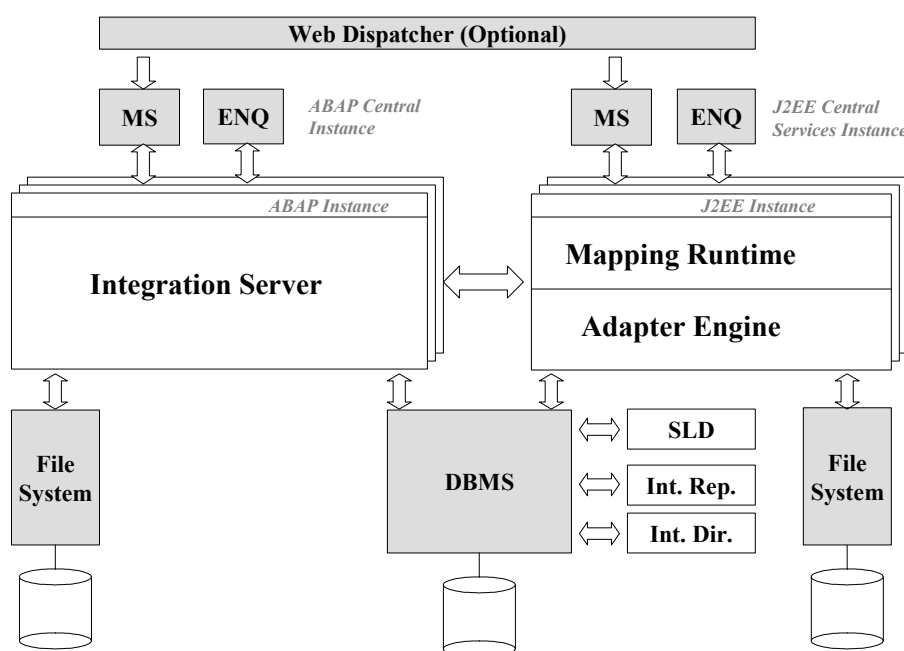 Web Dispatcher (Optional)
MS
ENQ
ABAP Central
Instance
MS
ENQ
J2EE Central
Services Instance
ABAP Instance
Integration Server
J2EE Instance
Mapping Runtime
Adapter Engine
File
System
DBMS
SLD
Int. Rep.
Int. Dir.
File
System